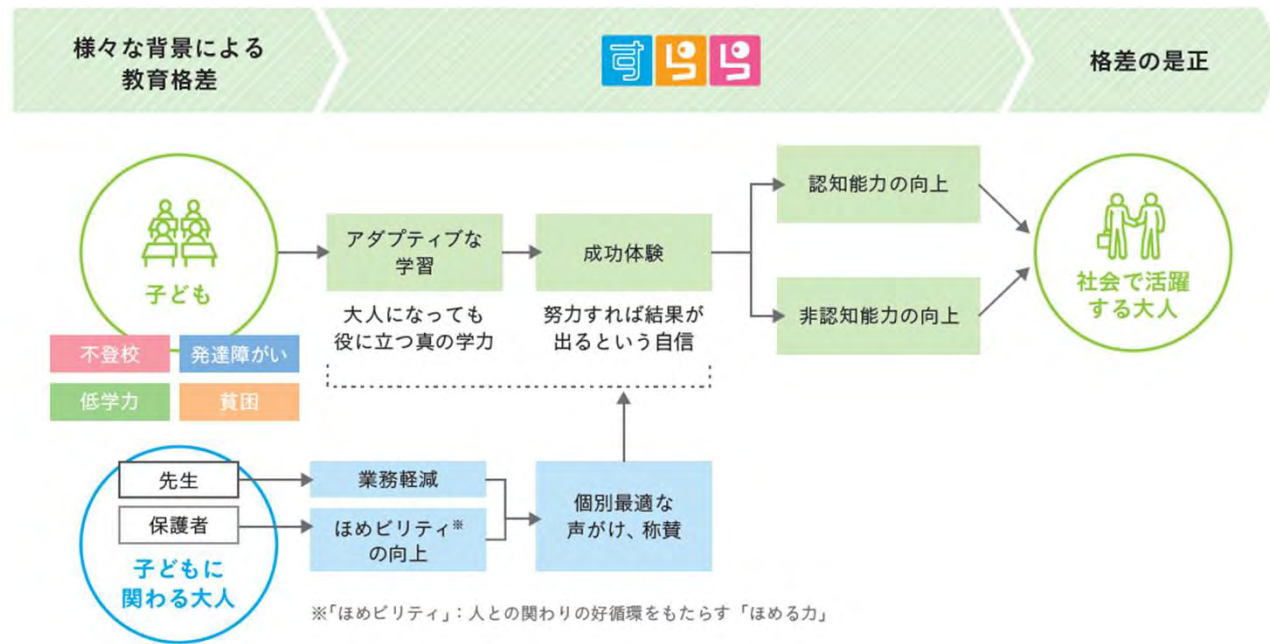 様々な背景による
教育格差
すらら
格差の是正
子ども
不登校
発達障がい
低学力
貧困
アダプティブな
学習
大人になっても
役に立つ真の学力
成功体験
努力すれば結果が
出るという自信
認知能力の向上
非認知能力の向上
社会で活躍
する大人
先生
保護者
子どもに
関わる大人
業務軽減
ほめビリティ※
の向上
個別最適な
声がけ、称賛
※「ほめビリティ」：人との関わりの好循環をもたらす「ほめる力」